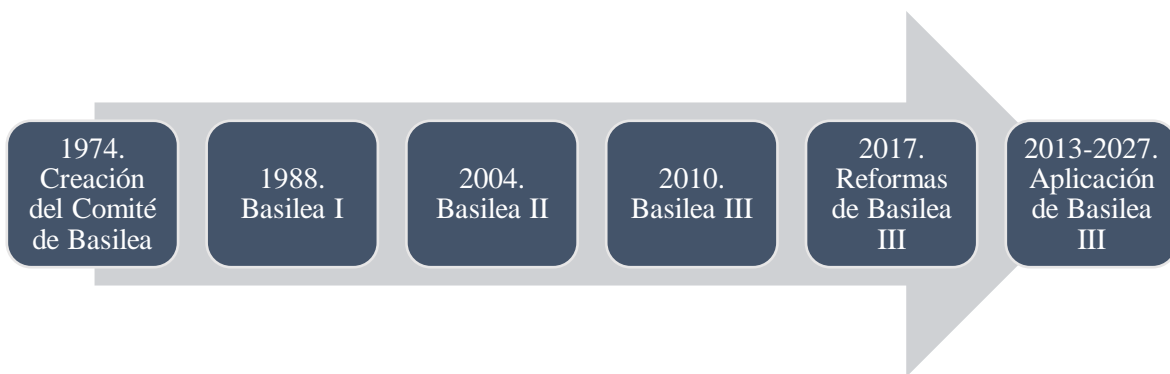 1974.
Creación
del Comité
de Basilea
1988.
Basilea I
2004.
Basilea II
2010.
Basilea III
2017.
Reformas
de Basilea
III
2013-2027.
Aplicación
de Basilea
III